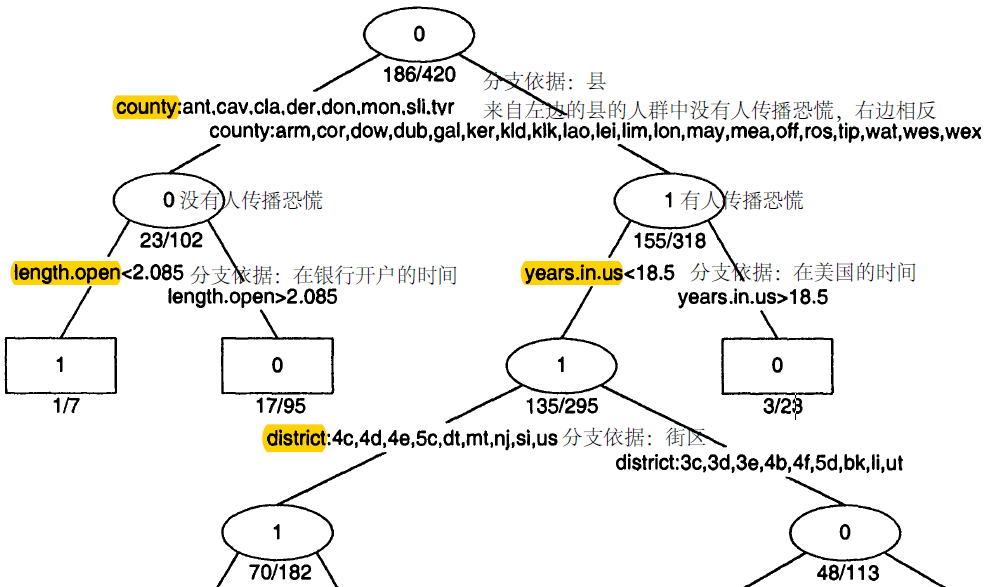 0
186/420
分支依据：县
county:ant,cav,cla,der,don,mon,sli,tyr
来自左边的县的人群中没有人传播恐慌，右边相反
county:arm,cor,dow,dub,gal,ker,kld,klk,lao,lei,lim,lon,may,mea,off,ros,tip,wat,wes,wex
0 没有人传播恐慌
1 有人传播恐慌
23/102
155/318
length.open<2.085 分支依据：在银行开户的时间
years.in.us<18.5 分支依据：在美国的时间
length.open>2.085
years.in.us>18.5
1
0
1
0
1/7
17/95
135/295
3/23
district:4c,4d,4e,5c,dt,mt,nj,si,us 分支依据：街区
district:3c,3d,3e,4b,4f,5d,bk,li,ut
1
0
70/182
48/113